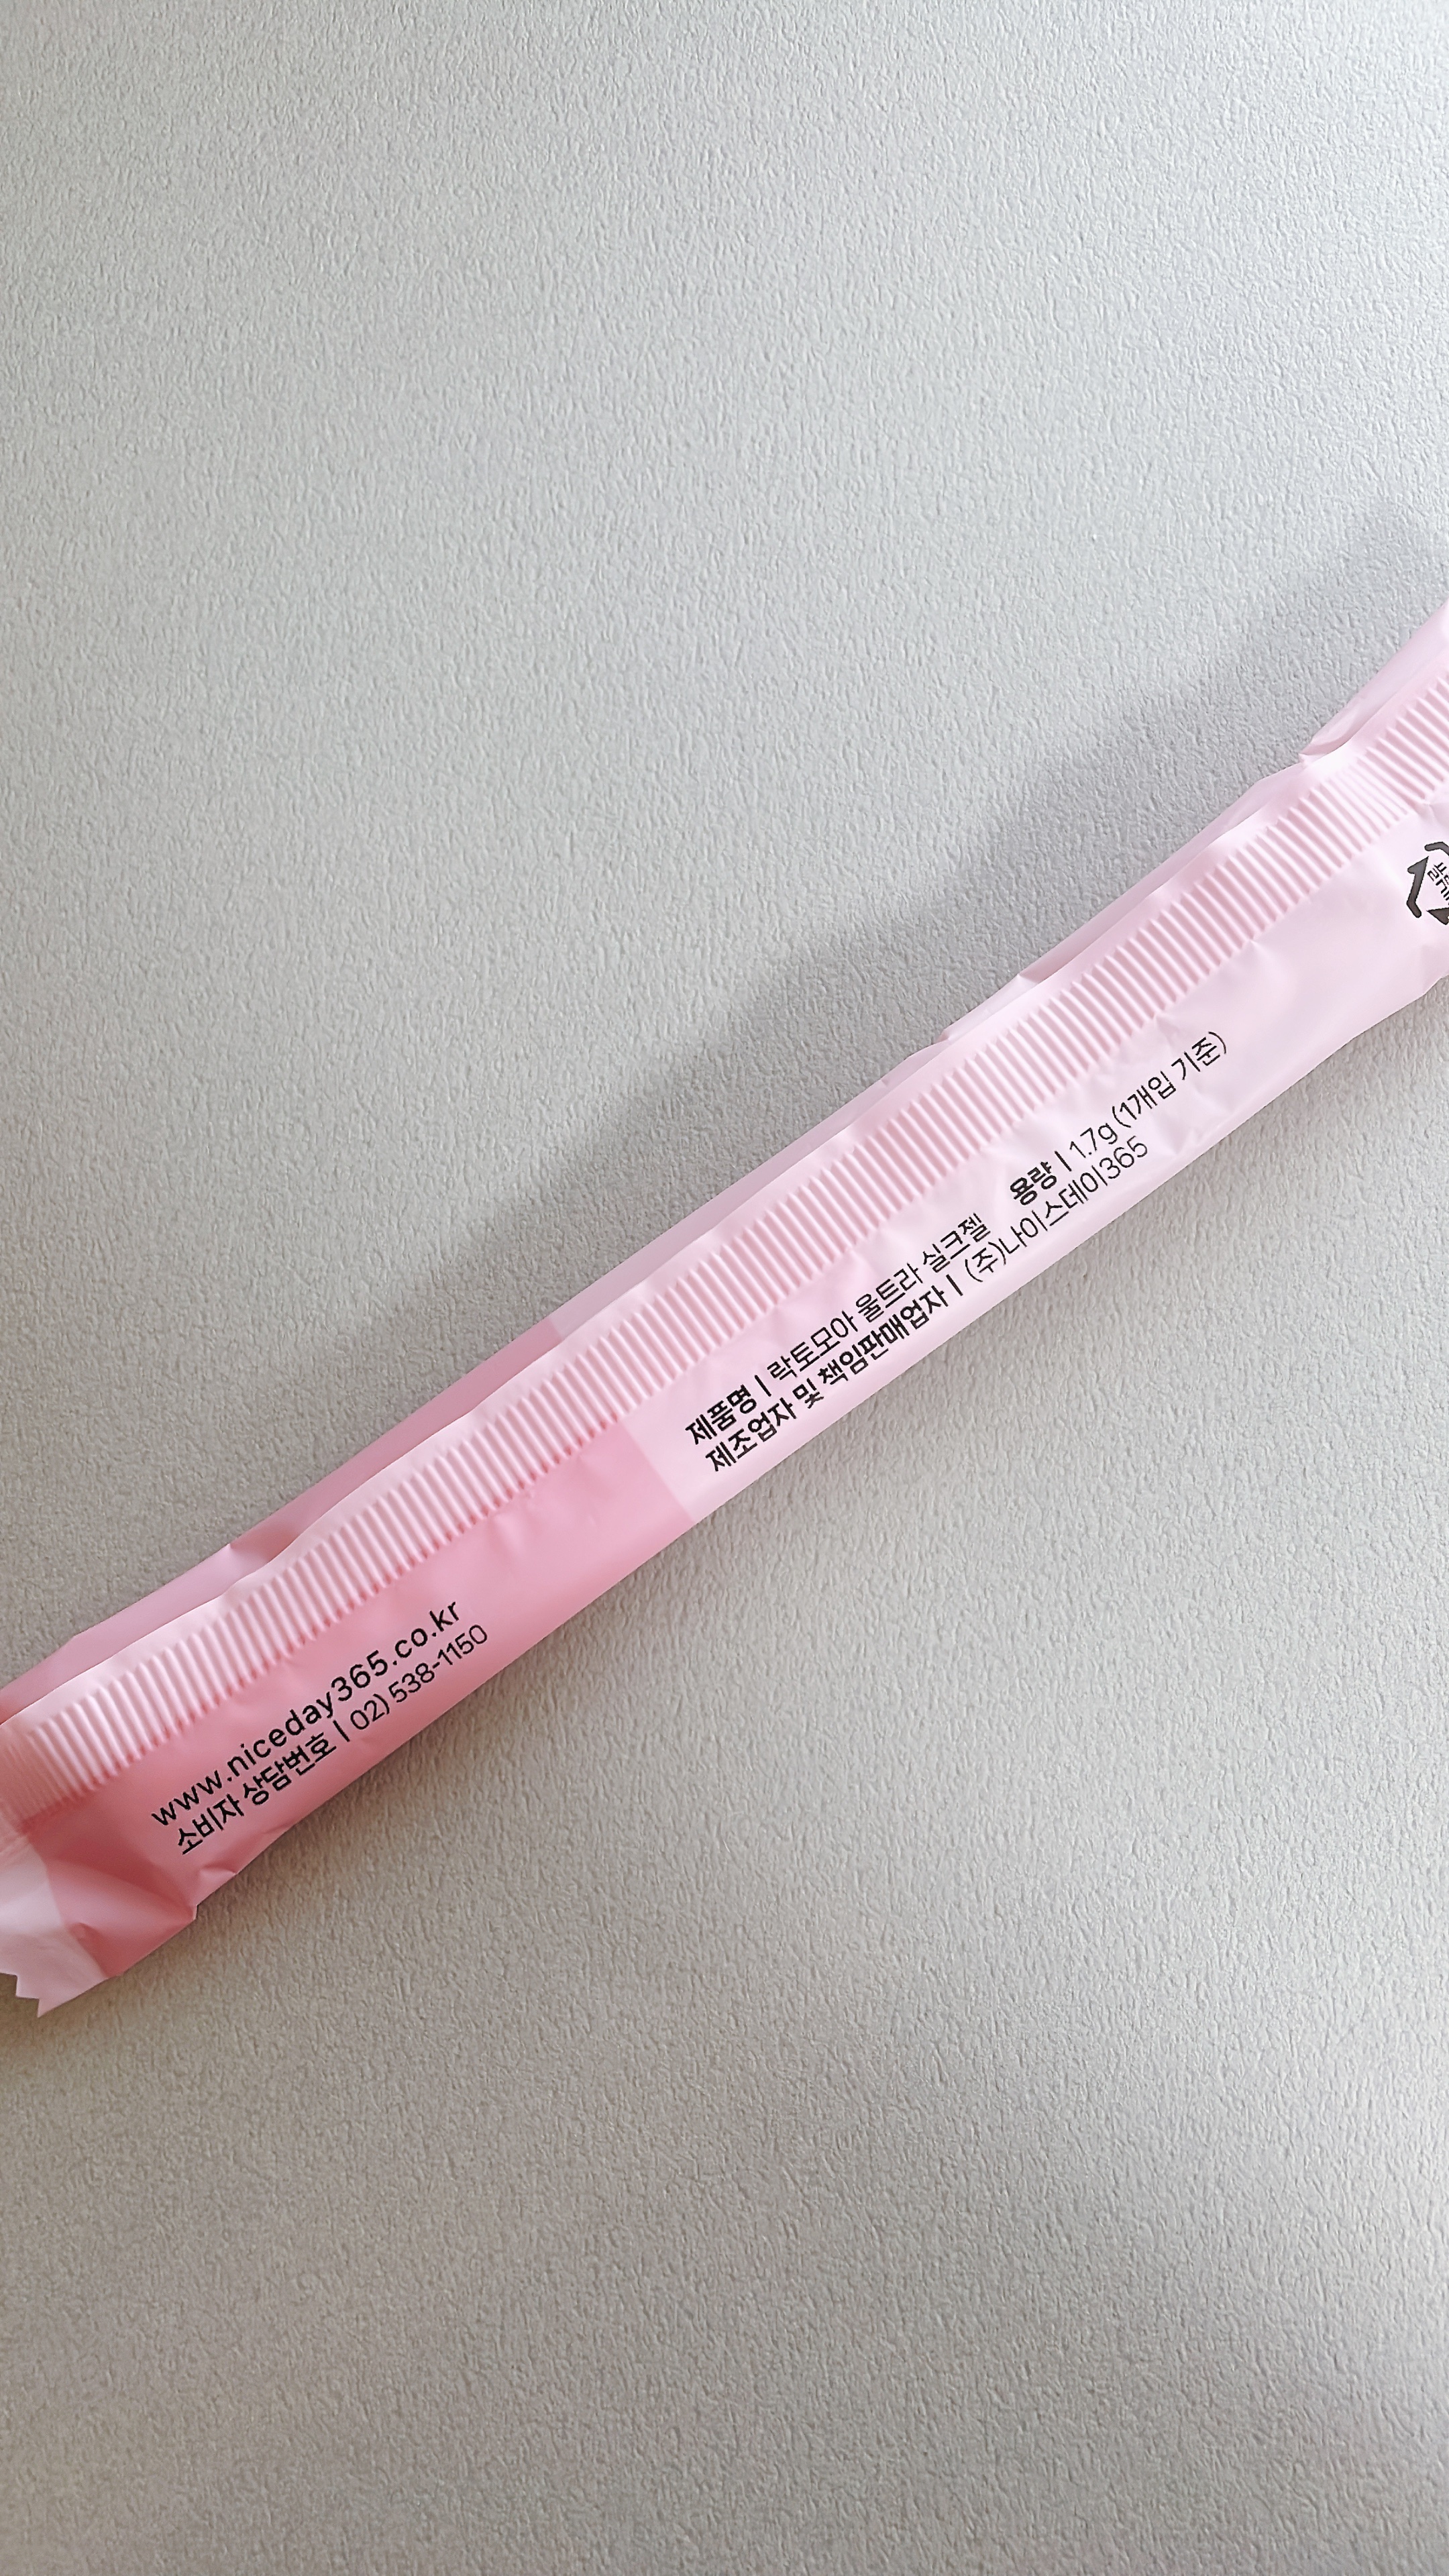 제품명 | 락토모아 울트라 실크젤 용량 | 1.7g (1개입 기준)
제조업자 및 책임판매업자 | (주)나이스데이365
www.niceday365.co.kr
소비자 상담번호 | 02) 538-1150